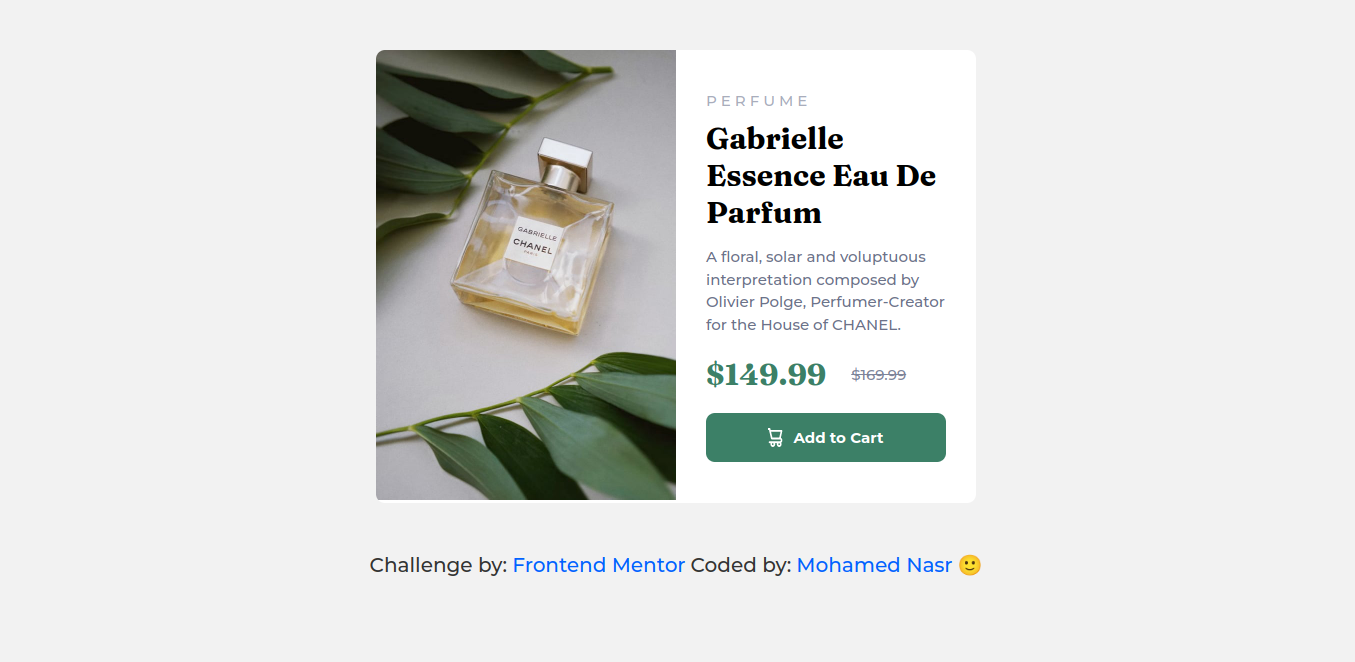 GABRIELLE
CHANEL
PARIS
PERFUME
Gabrielle
Essence Eau De
Parfum
A floral, solar and voluptuous
interpretation composed by
Olivier Polge, Perfumer-Creator
for the House of CHANEL.
$149.99 $169.99
Add to Cart
Challenge by: Frontend Mentor Coded by: Mohamed Nasr 🙂